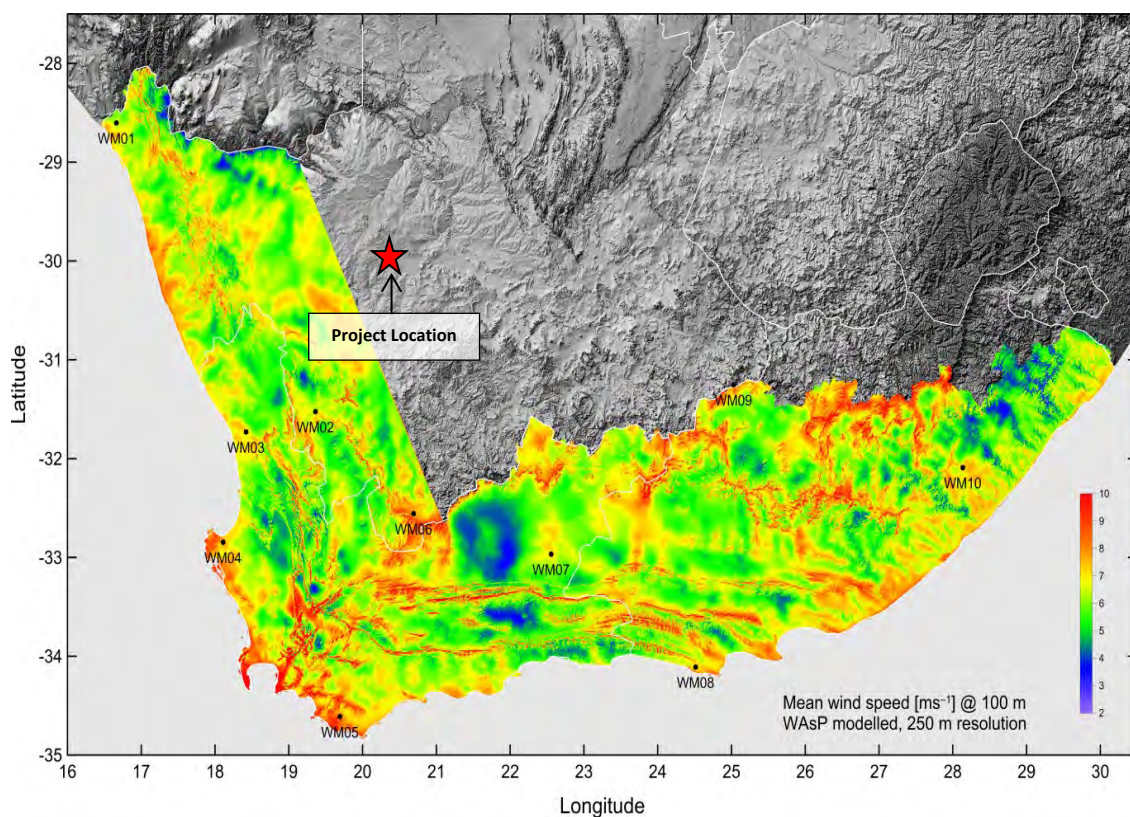 -28
-29
-30
-31
-32
-33
-34
-35
Latitude
WM01
Project Location
WM09
WM02
WM03
WM10
WM06
WM04
WM07
WM08
WM05
10
9
8
7
6
5
4
3
2
Mean wind speed [ms⁻¹] @ 100 m
WAsP modelled, 250 m resolution
16 17 18 19 20 21 22 23 24 25 26 27 28 29 30
Longitude